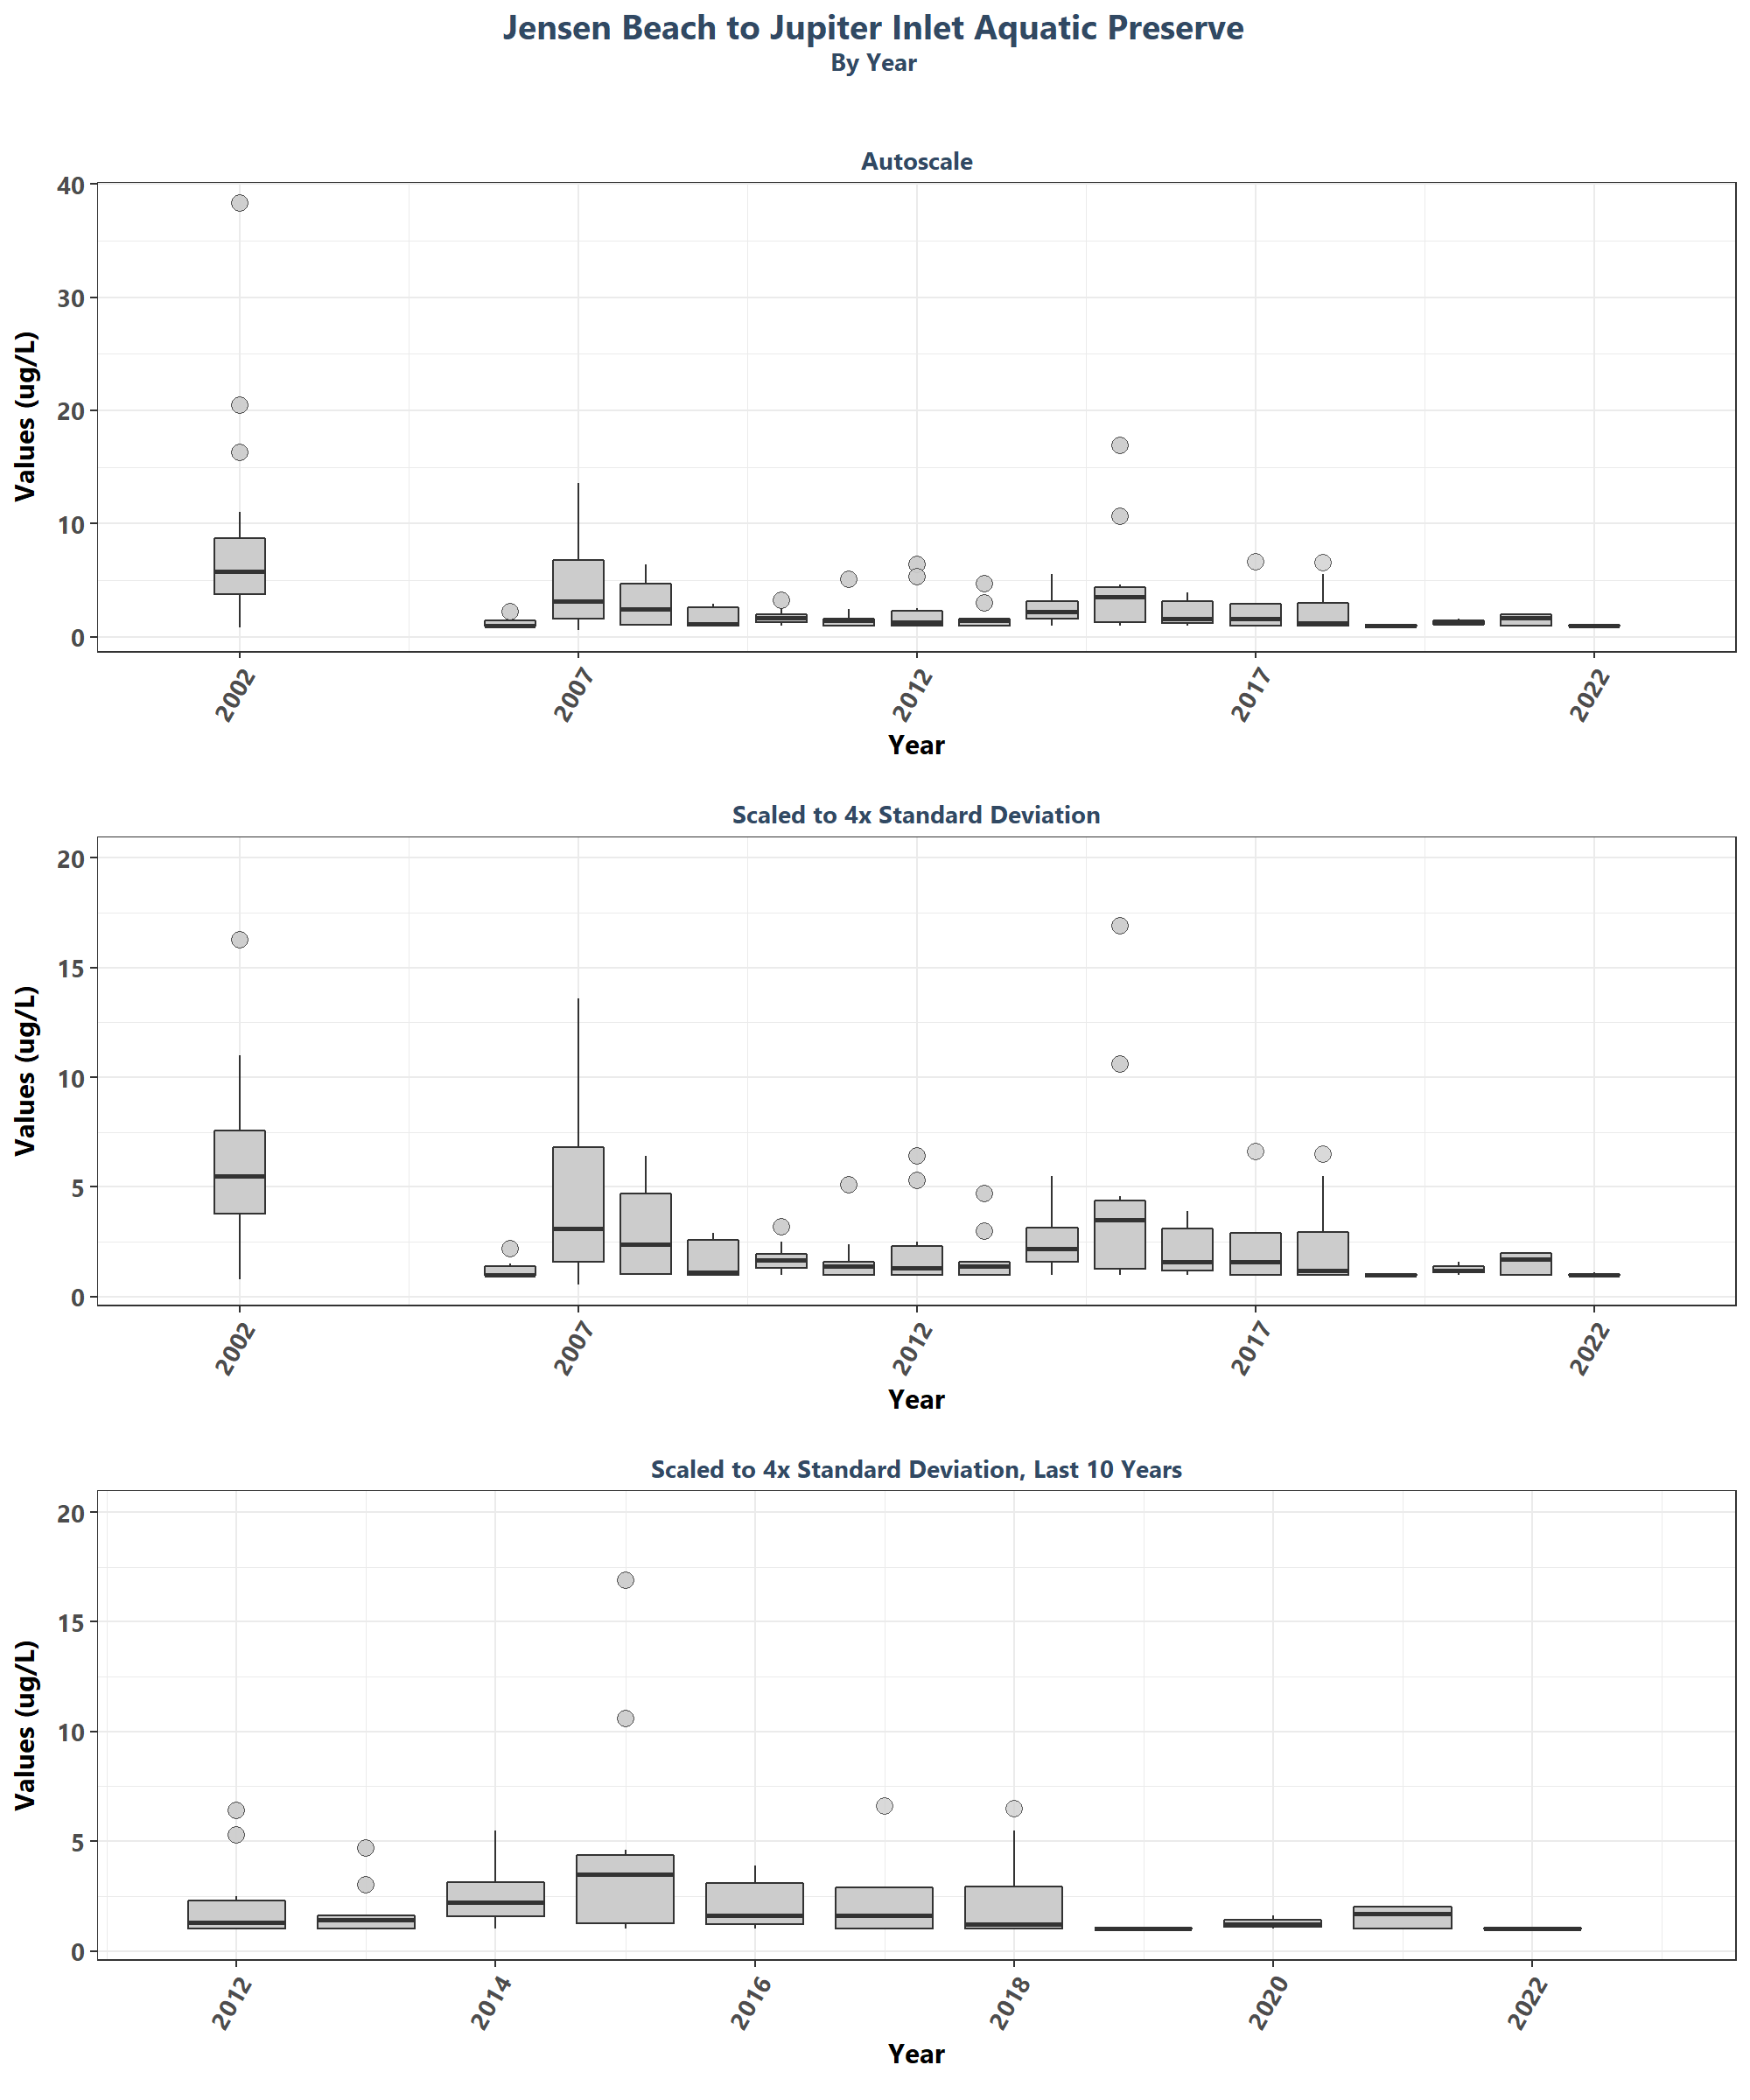 Jensen Beach to Jupiter Inlet Aquatic Preserve
By Year
Autoscale
Values (ug/L)
40
30
20
10
0
2002
2007
2012
2017
2022
Year
Scaled to 4x Standard Deviation
Values (ug/L)
20
15
10
5
0
2002
2007
2012
2017
2022
Year
Scaled to 4x Standard Deviation, Last 10 Years
Values (ug/L)
20
15
10
5
0
2012
2014
2016
2018
2020
2022
Year